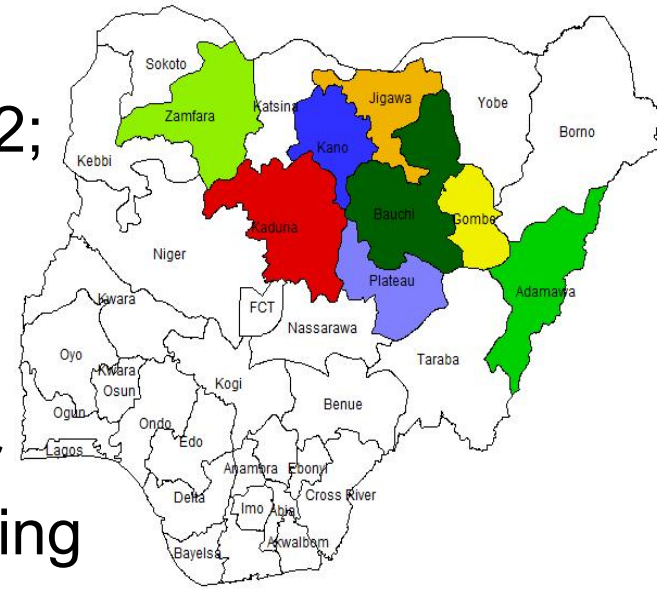 2;
ing
Sokoto
Zamfara
Katsina
Jigawa
Yobe
Borno
Kebbi
Kano
Kaduna
Bauchi
Gombe
Niger
Plateau
Adamawa
FCT
Nassarawa
Kwara
Taraba
Oyo
Kwara
Osun
Kogi
Benue
Ogun
Ondo
Edo
Lagos
Anambra
Ebonyi
Delta
Imo
Abia
Cross River
Akwalbom
Bayelsa